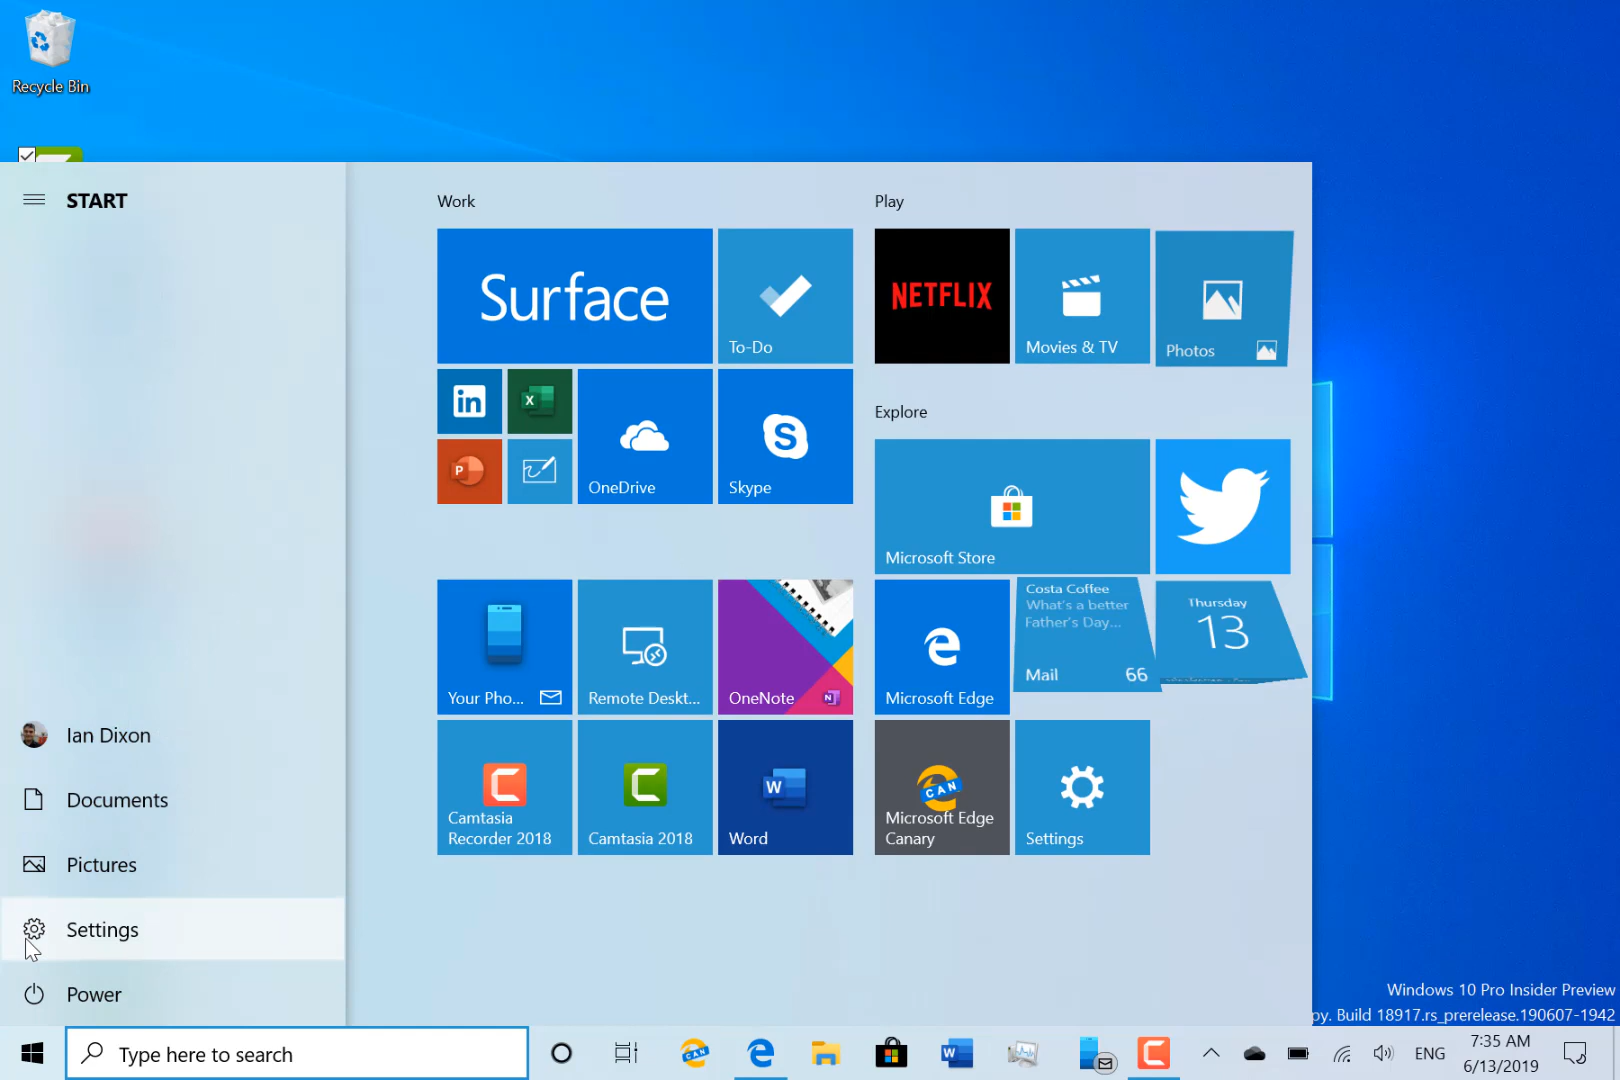 Recycle Bin
START
Work
Play
Surface
To-Do
NETFLIX
Movies & TV
Photos
in
X
P
OneDrive
S
Skype
Explore
Microsoft Store
Your Pho...
Remote Deskt...
OneNote
N
Microsoft Edge
Costa Coffee
What's a better
Father's Day...
Mail 66
Thursday
13
Camtasia
Recorder 2018
Camtasia 2018
W
Word
CAN
Microsoft Edge
Canary
Settings
Ian Dixon
Documents
Pictures
Settings
Power
Windows 10 Pro Insider Preview
py. Build 18917.rs_prerelease.190607-1942
Type here to search
CAN
W
ENG
7:35 AM
6/13/2019